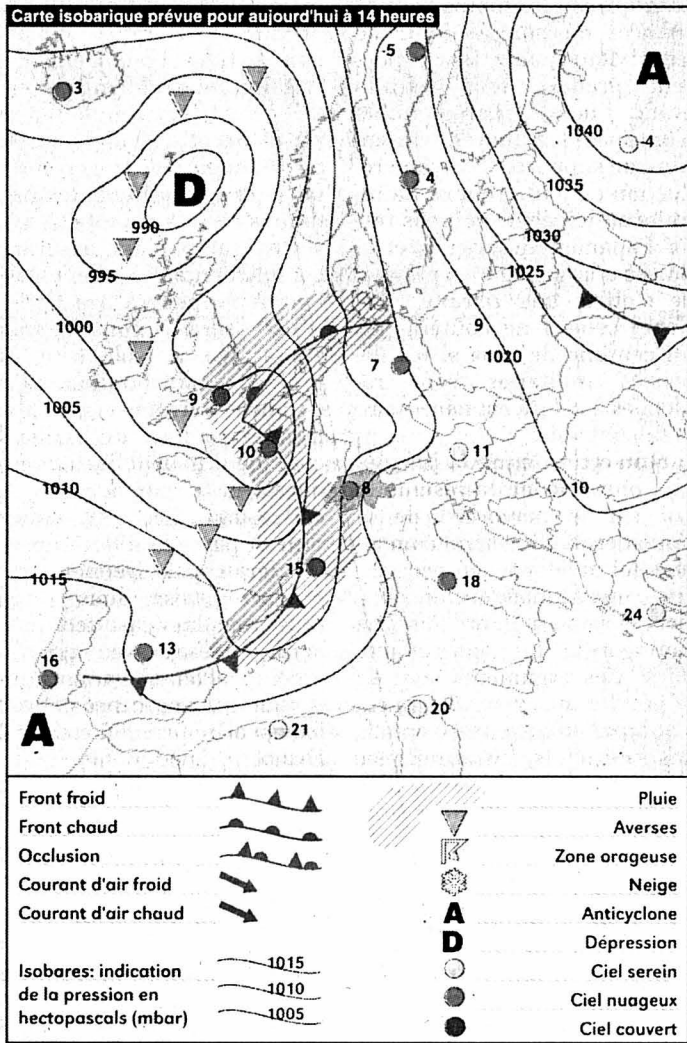 Carte isobarique prévue pour aujourd'hui à 14 heures
-5
A
3
1040
-4
4
D
1035
990
1030
995
1025
1000
9
1020
7
1005
9
10
11
1010
8
10
1015
15
18
24
13
16
20
A
21
Front froid
Front chaud
Occlusion
Courant d'air froid
Courant d'air chaud
Isobares: indication
de la pression en
hectopascals (mbar)
1015
1010
1005
Pluie
Averses
Zone orageuse
Neige
A Anticyclone
D Dépression
Ciel serein
Ciel nuageux
Ciel couvert